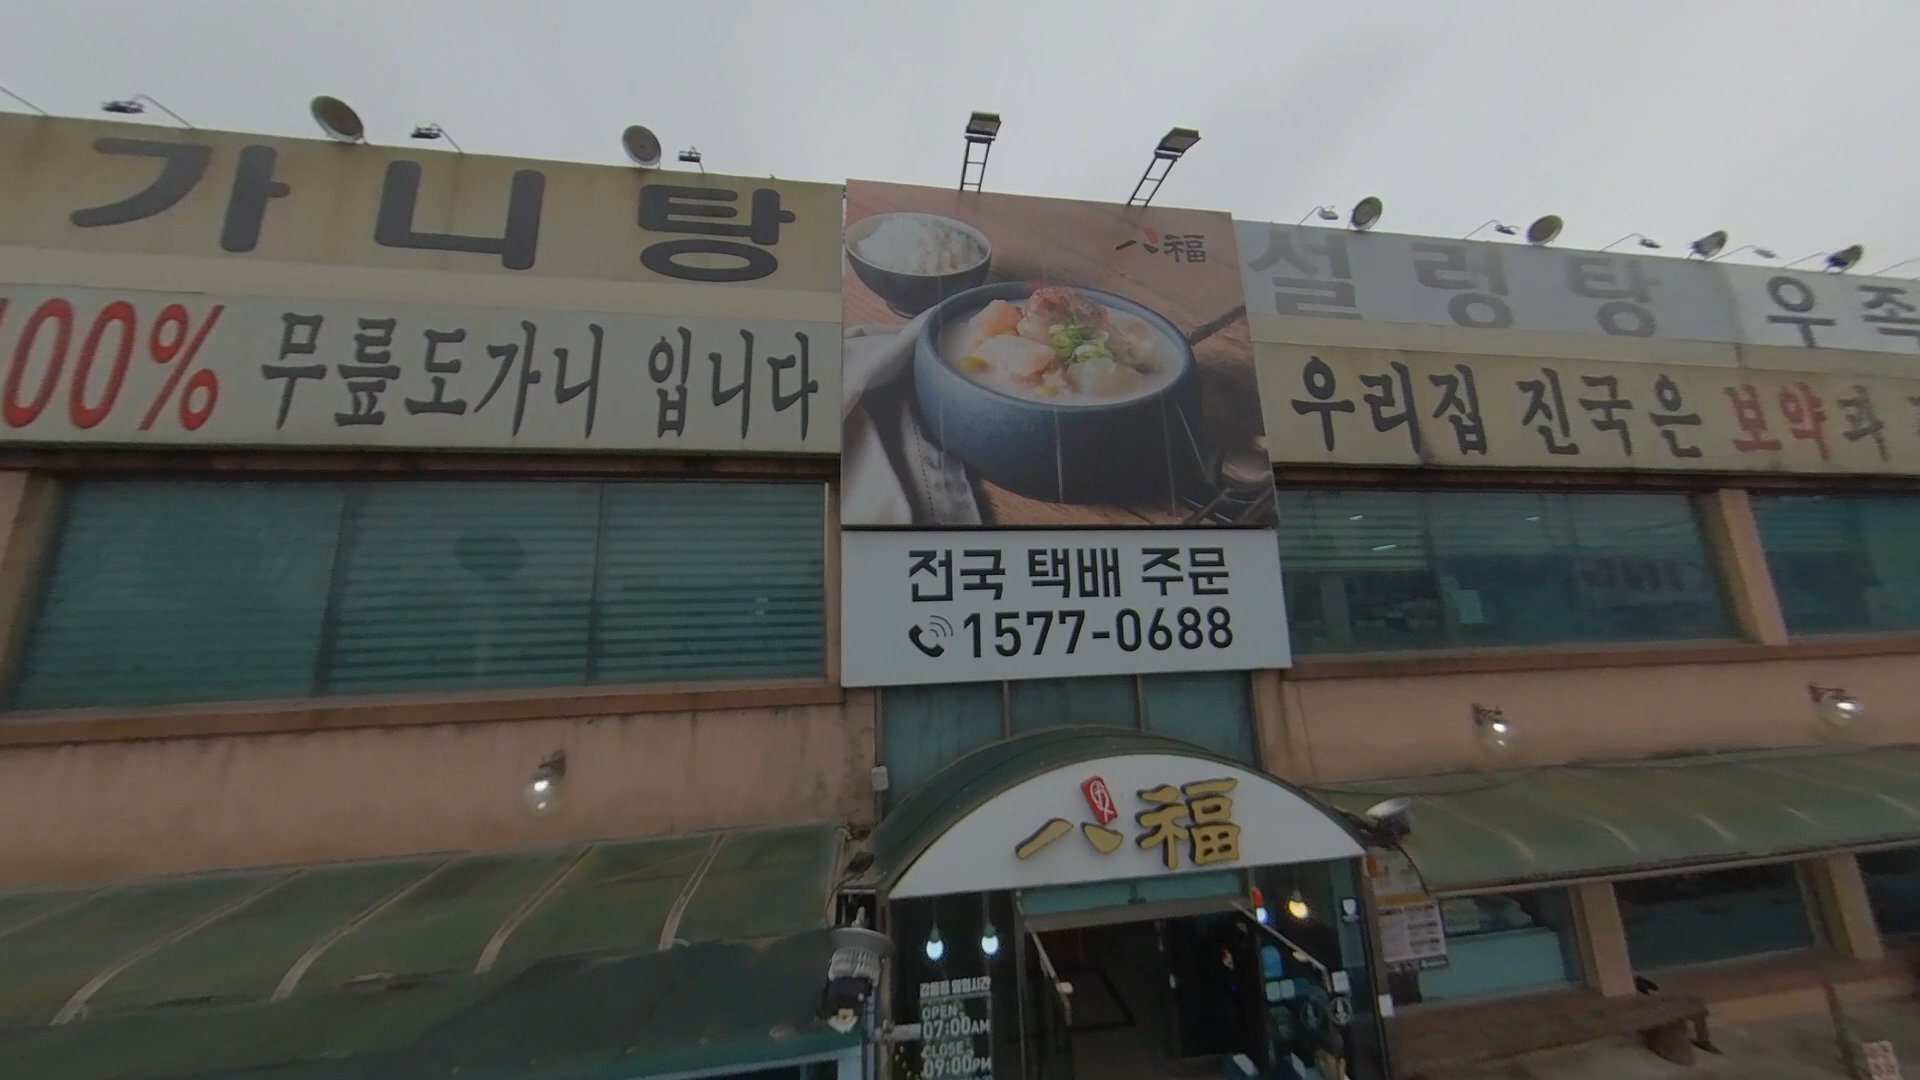 가니탕
100% 무릎도가니 입니다
八福
설렁탕 우족
우리집 진국은 보약과
전국 택배 주문
1577-0688
八福
OPEN
07:00AM
CLOSE
09:00PM